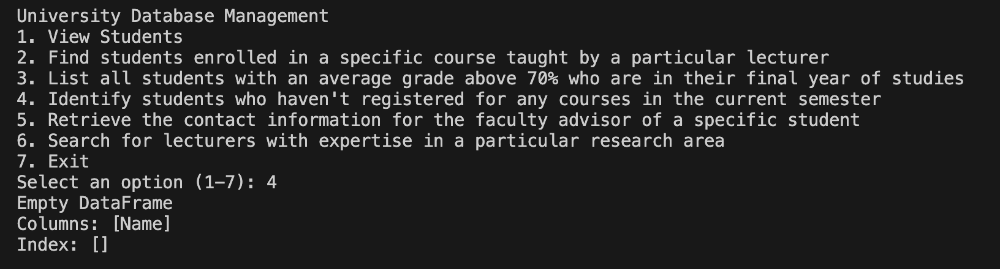 University Database Management
1. View Students
2. Find students enrolled in a specific course taught by a particular lecturer
3. List all students with an average grade above 70% who are in their final year of studies
4. Identify students who haven't registered for any courses in the current semester
5. Retrieve the contact information for the faculty advisor of a specific student
6. Search for lecturers with expertise in a particular research area
7. Exit
Select an option (1–7): 4
Empty DataFrame
Columns: [Name]
Index: []